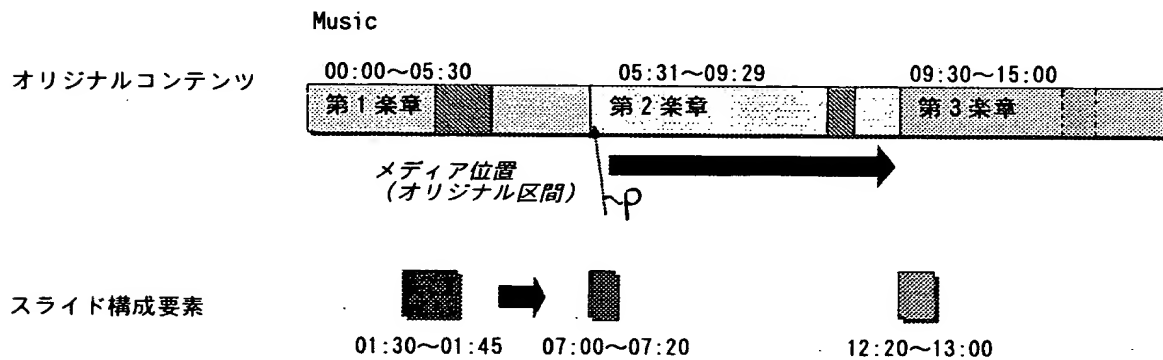 Music
オリジナルコンテンツ
00:00～05:30 05:31～09:29 09:30～15:00
第1楽章 第2楽章 第3楽章
メディア位置
(オリジナル区間)
P
スライド構成要素
01:30～01:45 07:00～07:20 12:20～13:00